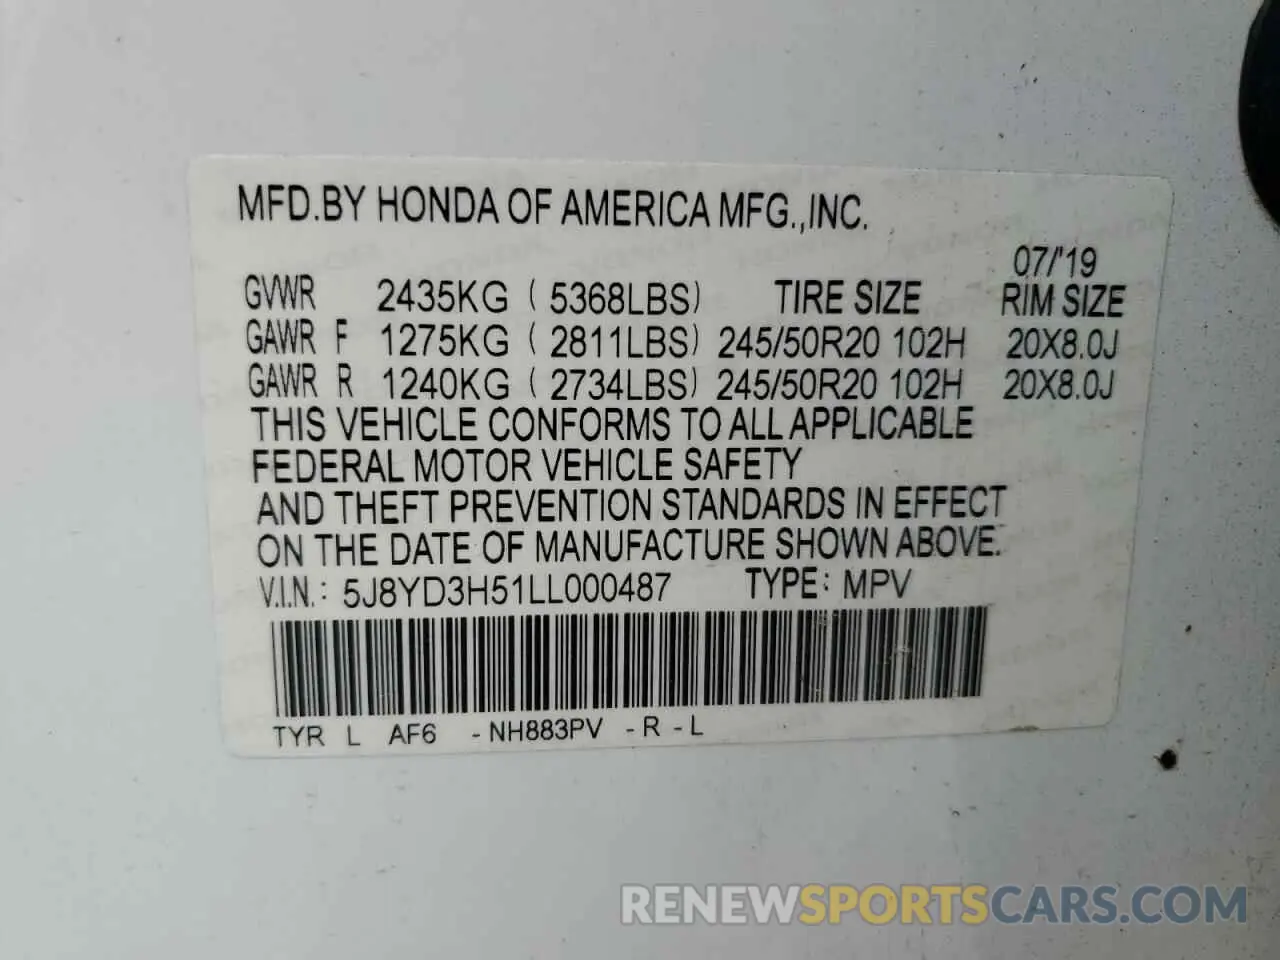 MFD.BY HONDA OF AMERICA MFG.,INC.
07/'19
GVWR 2435KG ( 5368LBS) TIRE SIZE RIM SIZE
GAWR F 1275KG ( 2811LBS) 245/50R20 102H 20X8.0J
GAWR R 1240KG ( 2734LBS) 245/50R20 102H 20X8.0J
THIS VEHICLE CONFORMS TO ALL APPLICABLE
FEDERAL MOTOR VEHICLE SAFETY
AND THEFT PREVENTION STANDARDS IN EFFECT
ON THE DATE OF MANUFACTURE SHOWN ABOVE.
V.I.N.: 5J8YD3H51LL000487 TYPE: MPV
TYR L AF6 - NH883PV - R - L
RENEWSPORTSCARS.COM